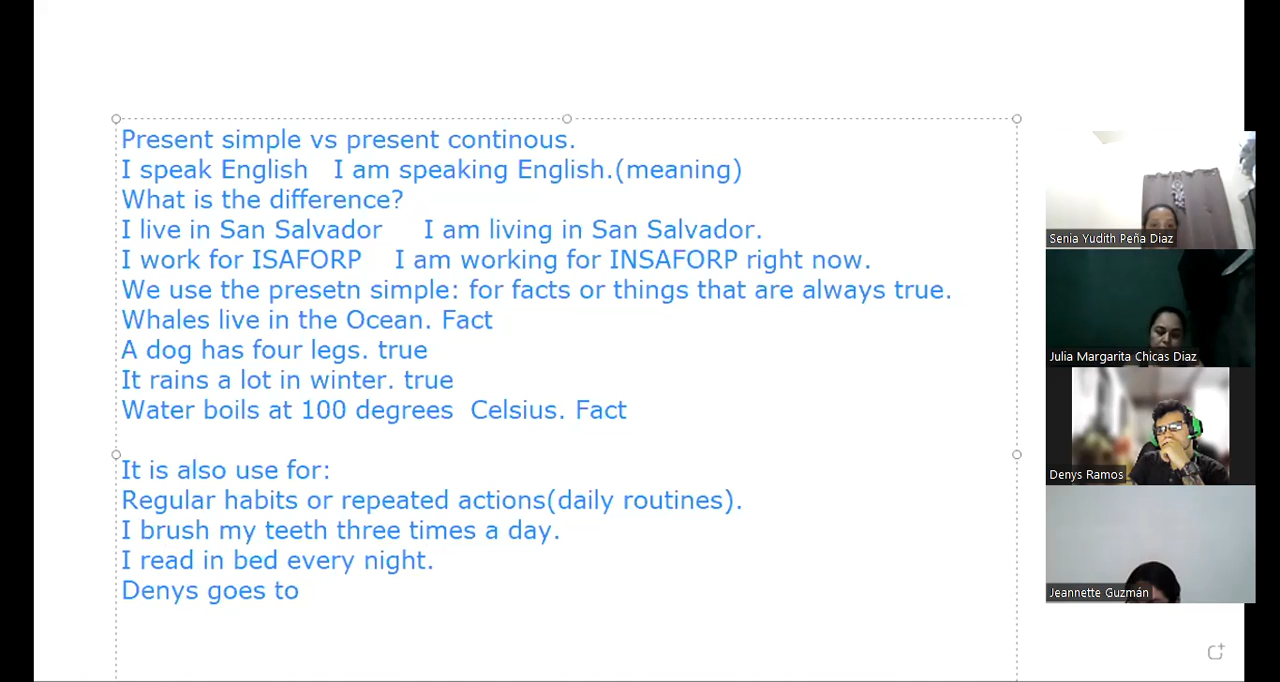 Present simple vs present continous.
I speak English   I am speaking English.(meaning)
What is the difference?
I live in San Salvador     I am living in San Salvador.
I work for ISAFORP    I am working for INSAFORP right now.
We use the presetn simple: for facts or things that are always true.
Whales live in the Ocean. Fact
A dog has four legs. true
It rains a lot in winter. true
Water boils at 100 degrees  Celsius. Fact
It is also use for:
Regular habits or repeated actions(daily routines).
I brush my teeth three times a day.
I read in bed every night.
Denys goes to
Senia Yudith Peña Diaz
Julia Margarita Chicas Diaz
Denys Ramos
Jeannette Guzmán